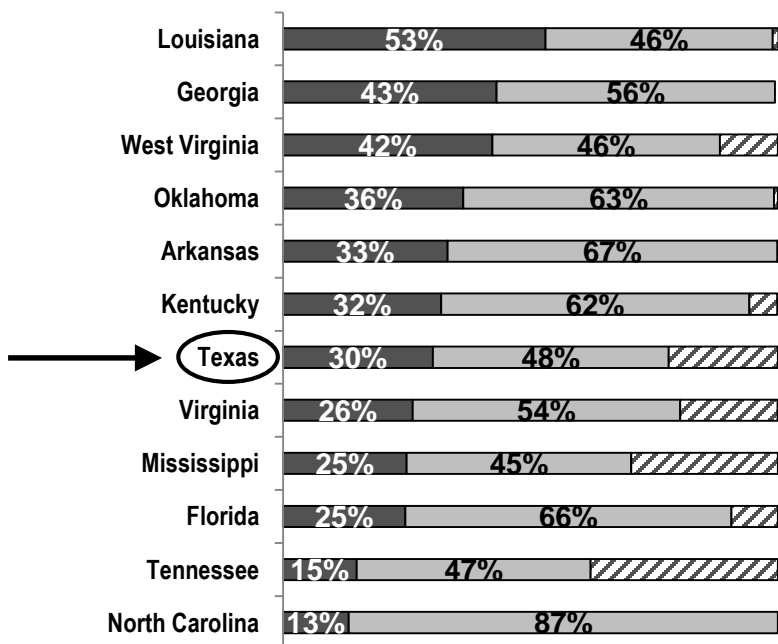 Louisiana 53% 46%
Georgia 43% 56%
West Virginia 42% 46%
Oklahoma 36% 63%
Arkansas 33% 67%
Kentucky 32% 62%
Texas 30% 48%
Virginia 26% 54%
Mississippi 25% 45%
Florida 25% 66%
Tennessee 15% 47%
North Carolina 13% 87%